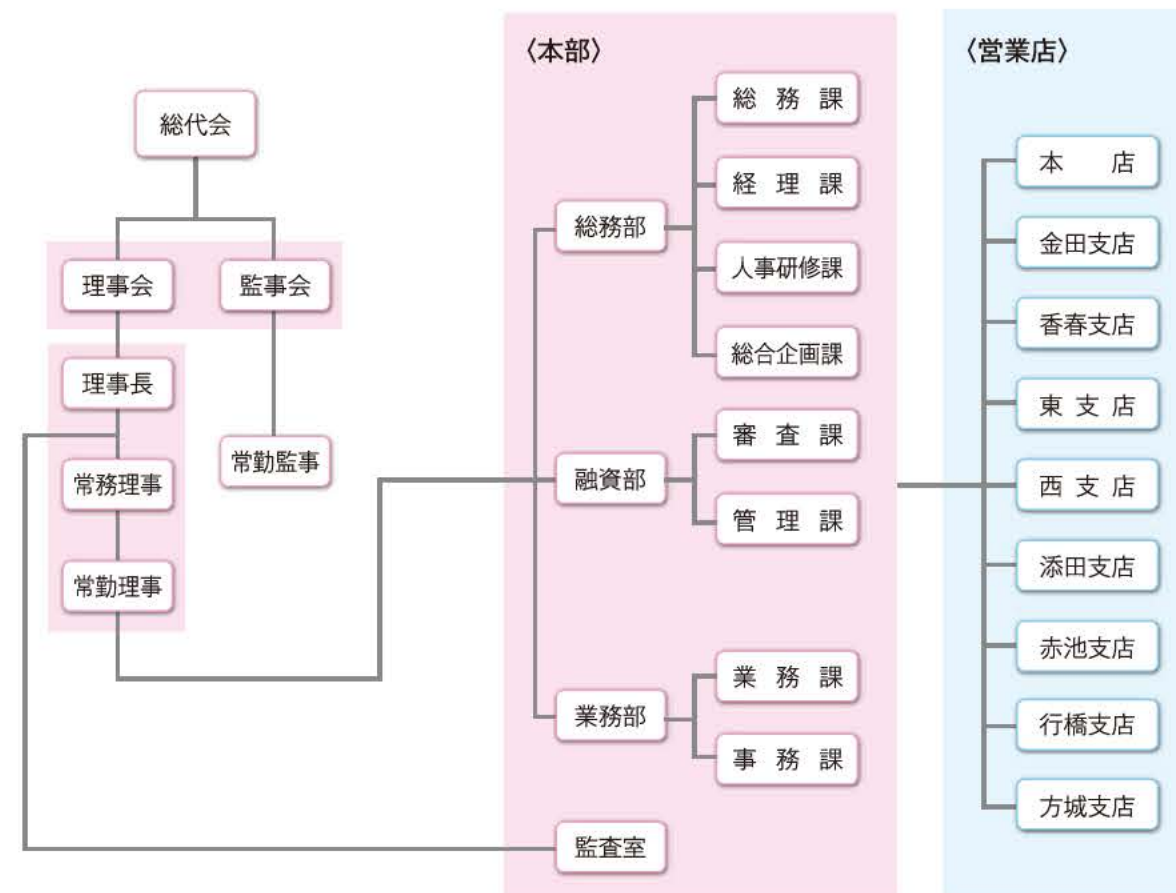 総代会
理事会
監事会
理事長
常務理事
常勤理事
常勤監事
〈本部〉
総務部
総務課
経理課
人事研修課
総合企画課
融資部
審査課
管理課
業務部
業務課
事務課
監査室
〈営業店〉
本店
金田支店
香春支店
東支店
西支店
添田支店
赤池支店
行橋支店
方城支店